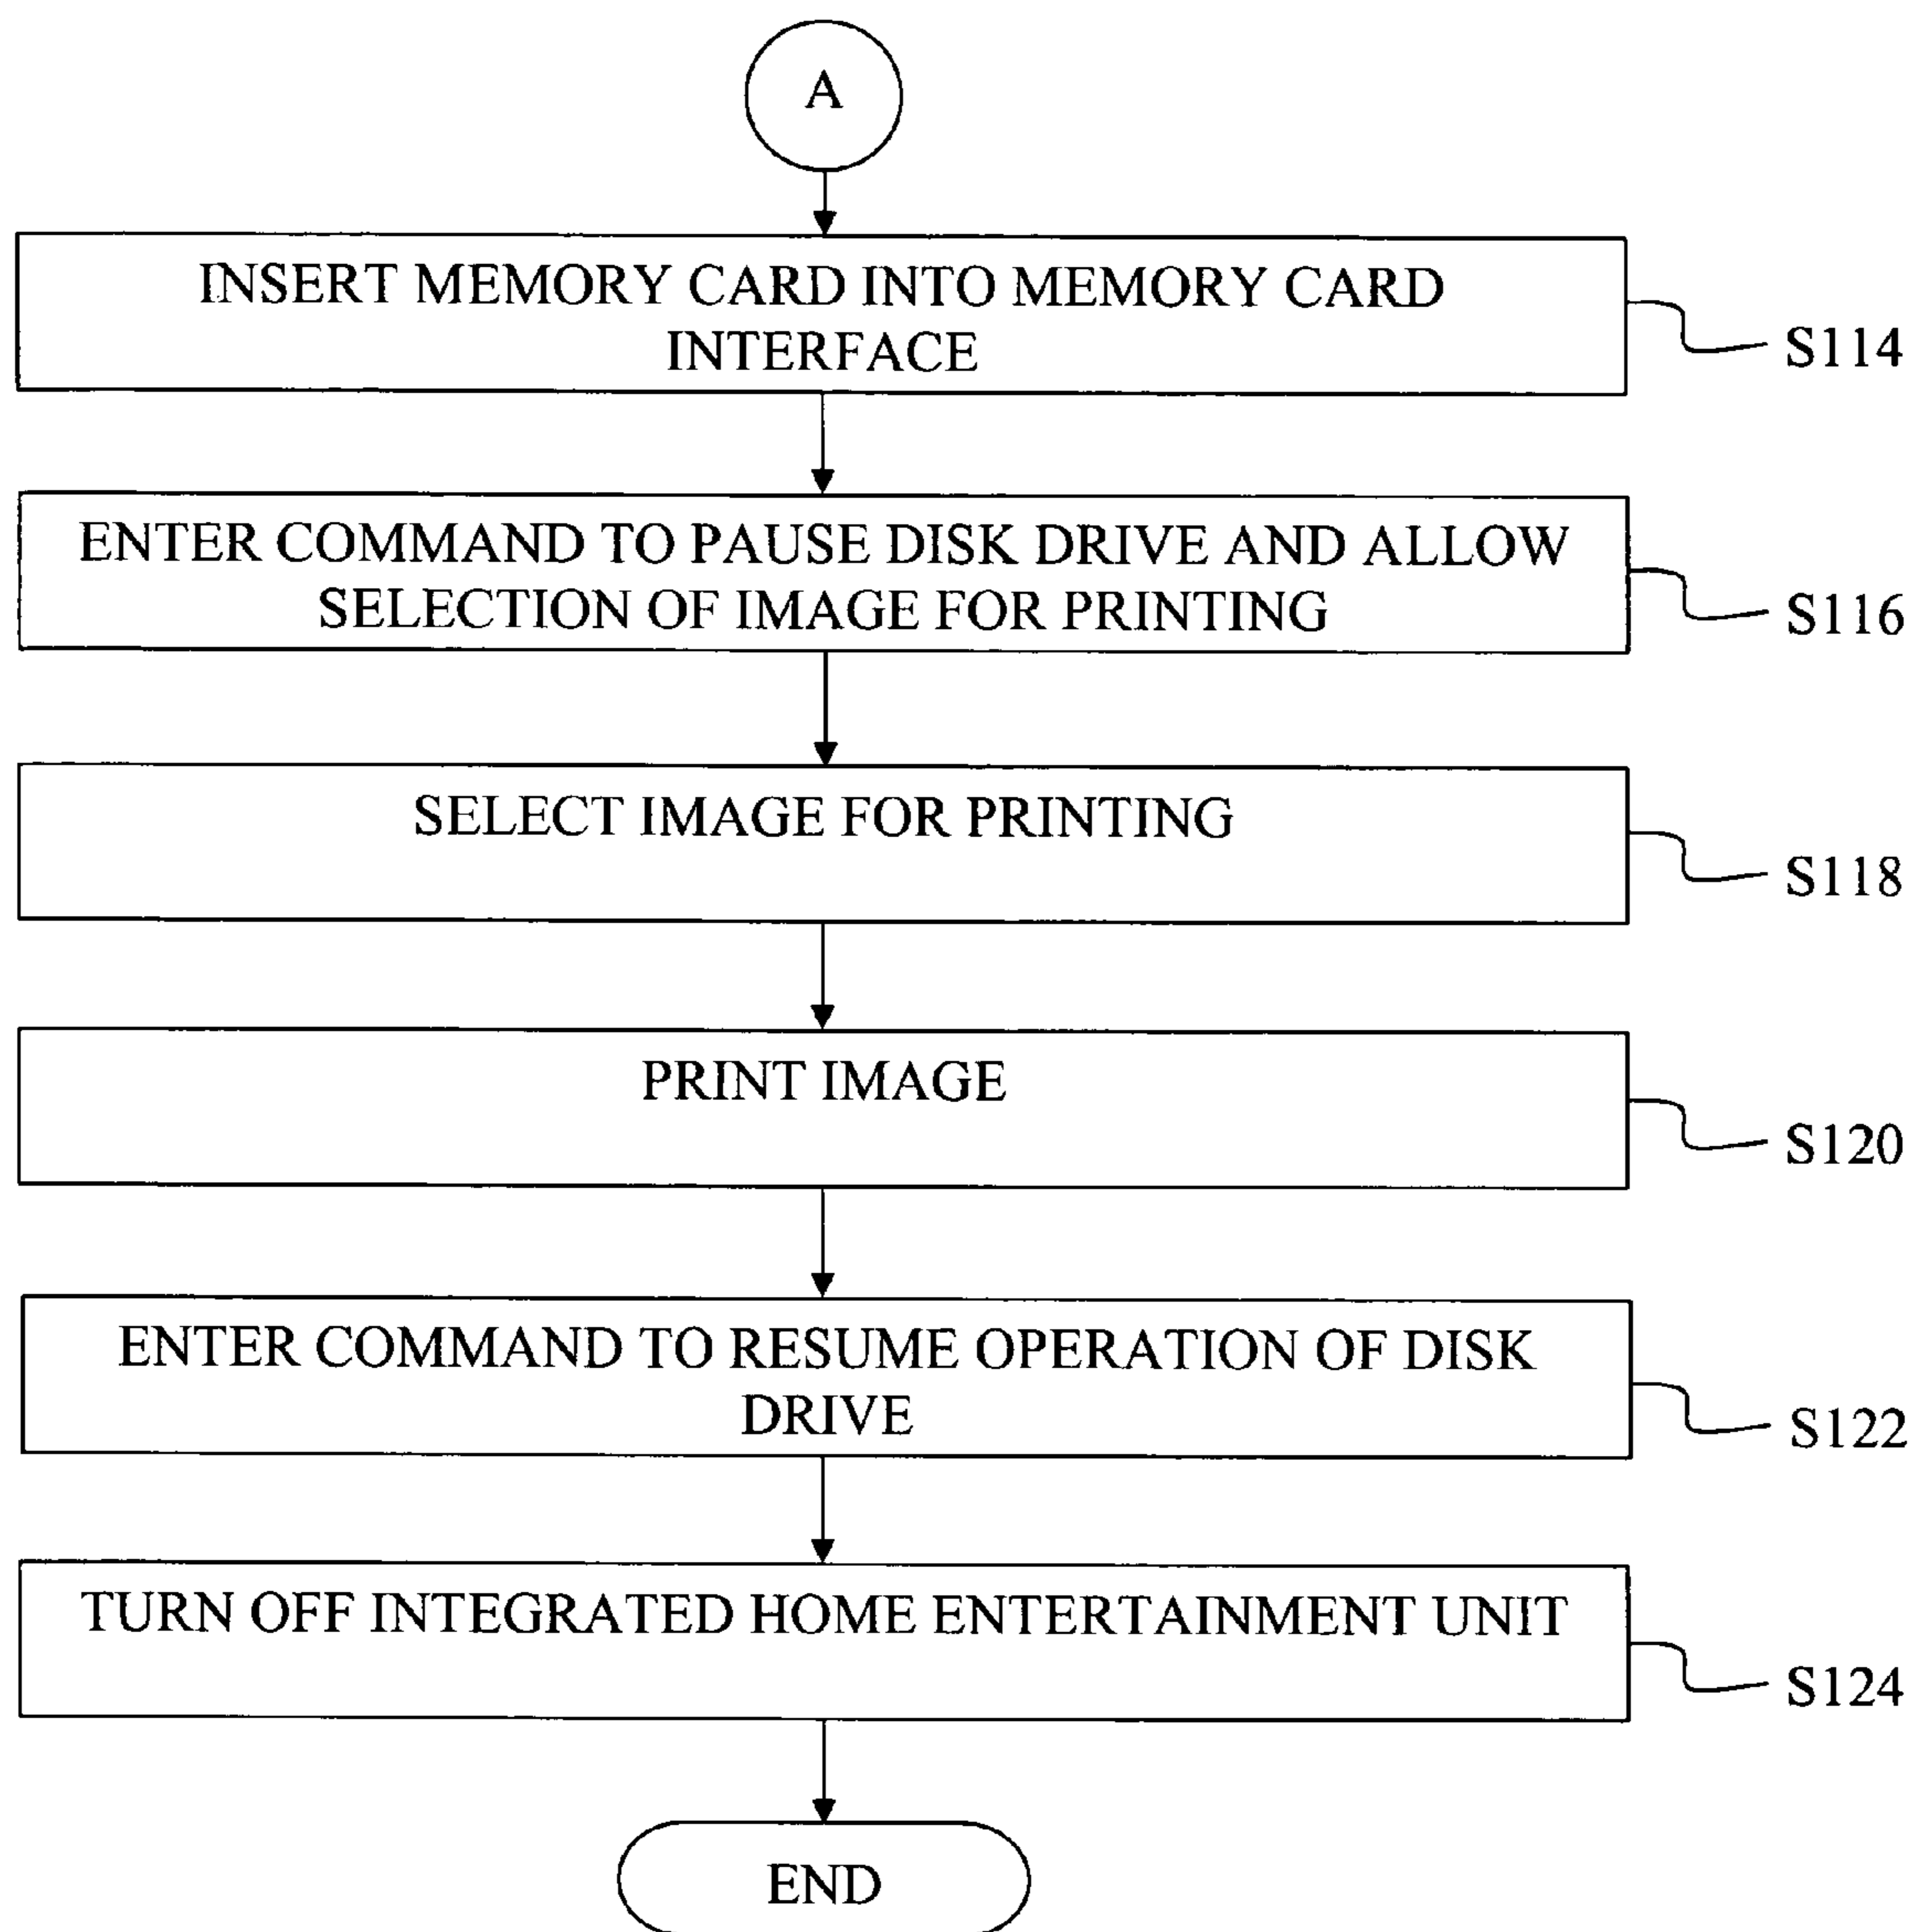 A
INSERT MEMORY CARD INTO MEMORY CARD
INTERFACE
S114
ENTER COMMAND TO PAUSE DISK DRIVE AND ALLOW
SELECTION OF IMAGE FOR PRINTING
S116
SELECT IMAGE FOR PRINTING
S118
PRINT IMAGE
S120
ENTER COMMAND TO RESUME OPERATION OF DISK
DRIVE
S122
TURN OFF INTEGRATED HOME ENTERTAINMENT UNIT
S124
END